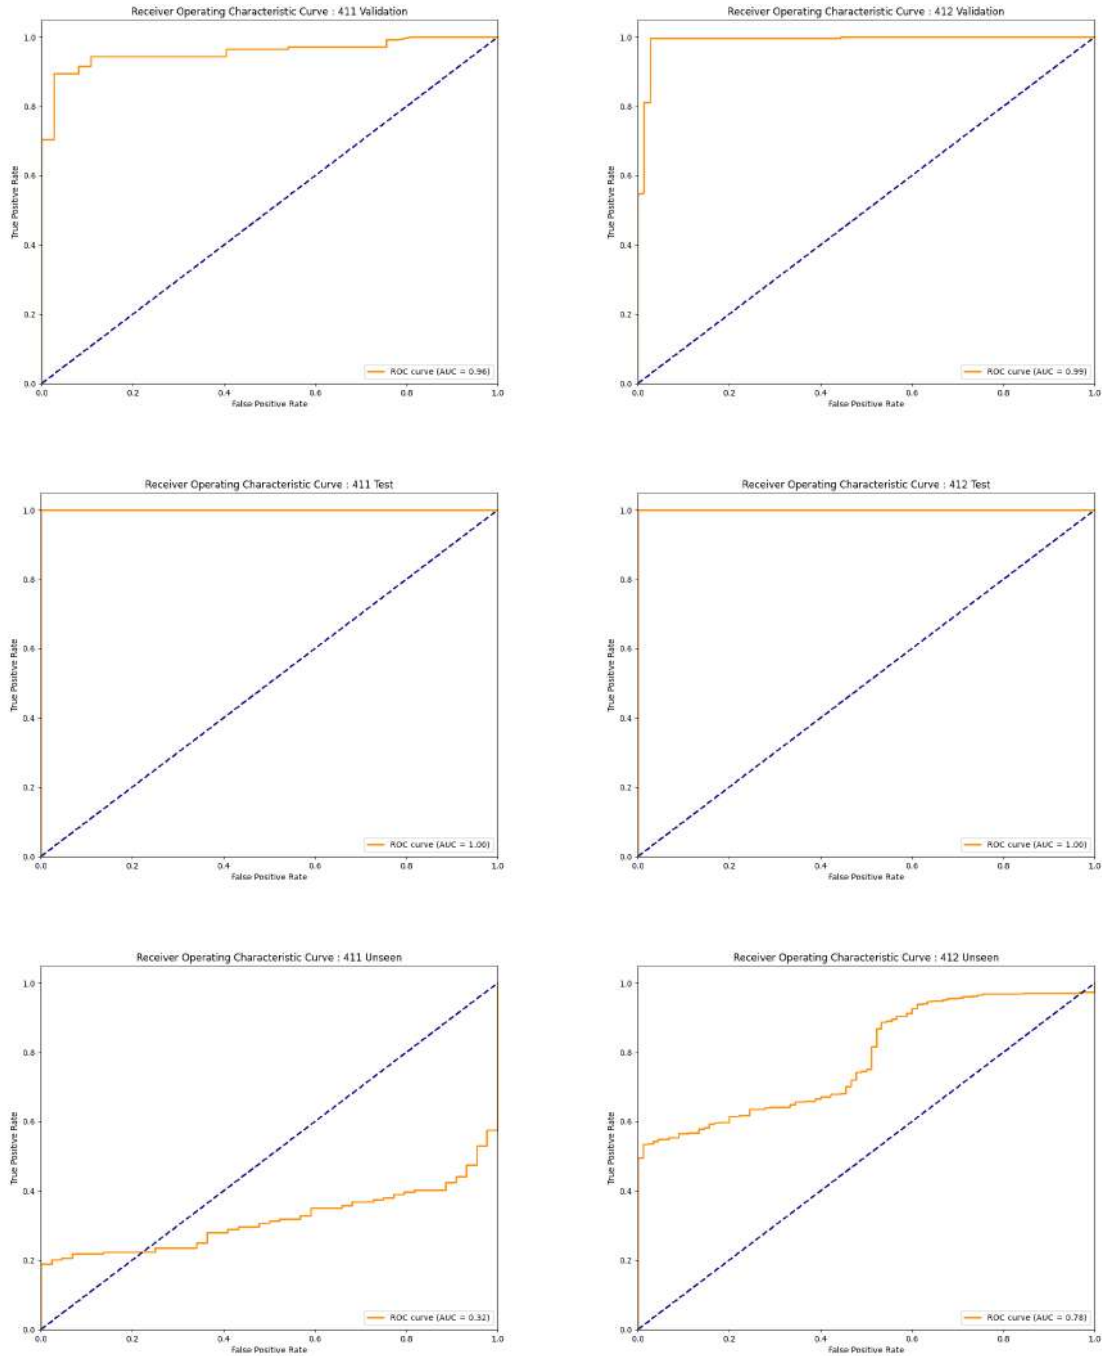 Receiver Operating Characteristic Curve : 411 Validation
1.0
0.8
0.6
0.4
0.2
0.0
True Positive Rate
ROC curve (AUC = 0.96)
0.0 0.2 0.4 0.6 0.8 1.0
False Positive Rate
Receiver Operating Characteristic Curve : 412 Validation
1.0
0.8
0.6
0.4
0.2
0.0
True Positive Rate
ROC curve (AUC = 0.99)
0.0 0.2 0.4 0.6 0.8 1.0
False Positive Rate
Receiver Operating Characteristic Curve : 411 Test
1.0
0.8
0.6
0.4
0.2
0.0
True Positive Rate
ROC curve (AUC = 1.00)
0.0 0.2 0.4 0.6 0.8 1.0
False Positive Rate
Receiver Operating Characteristic Curve : 412 Test
1.0
0.8
0.6
0.4
0.2
0.0
True Positive Rate
ROC curve (AUC = 1.00)
0.0 0.2 0.4 0.6 0.8 1.0
False Positive Rate
Receiver Operating Characteristic Curve : 411 Unseen
1.0
0.8
0.6
0.4
0.2
0.0
True Positive Rate
ROC curve (AUC = 0.32)
0.0 0.2 0.4 0.6 0.8 1.0
False Positive Rate
Receiver Operating Characteristic Curve : 412 Unseen
1.0
0.8
0.6
0.4
0.2
0.0
True Positive Rate
ROC curve (AUC = 0.78)
0.0 0.2 0.4 0.6 0.8 1.0
False Positive Rate